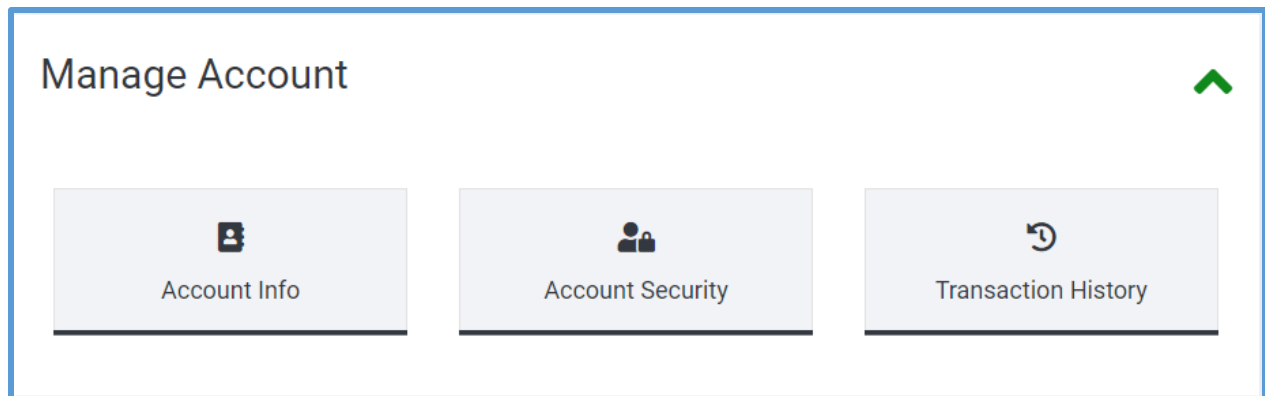 Manage Account
Account Info
Account Security
Transaction History